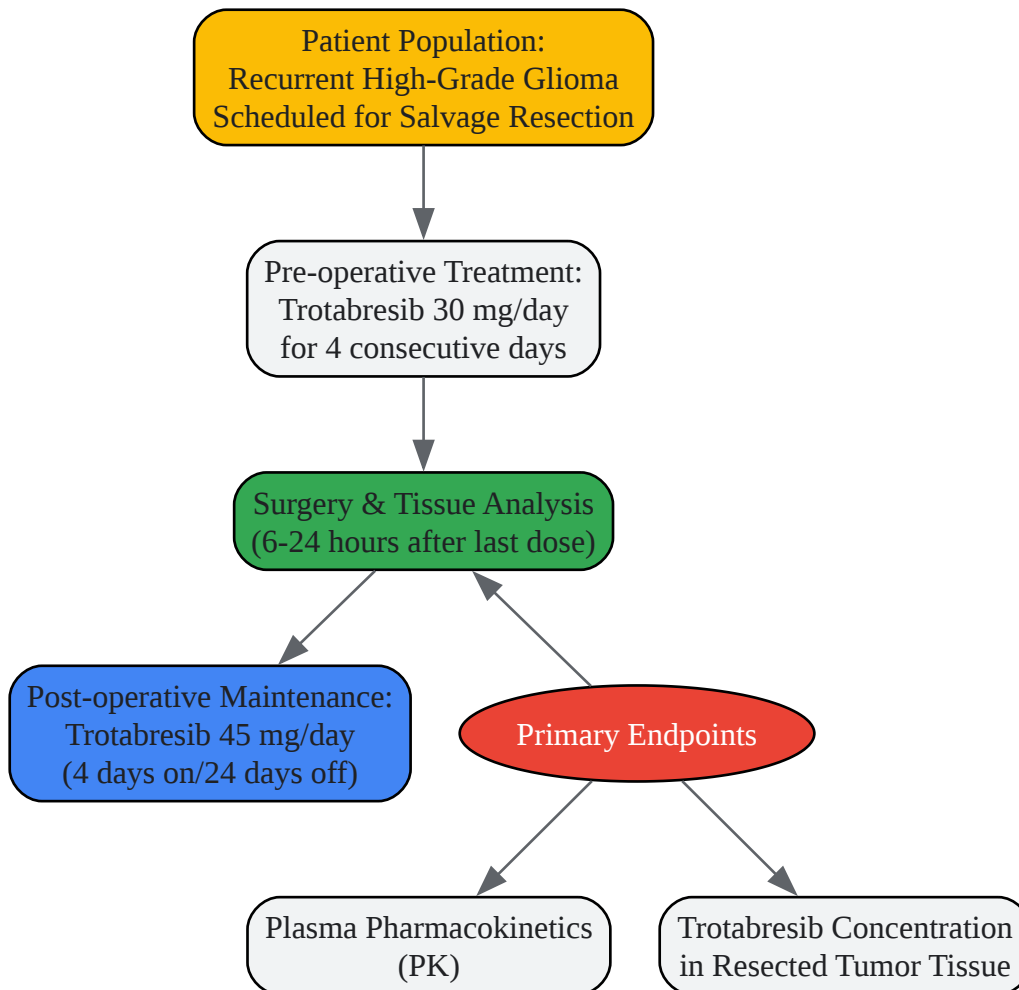 Patient Population:
Recurrent High-Grade Glioma
Scheduled for Salvage Resection
Pre-operative Treatment:
Trotabresib 30 mg/day
for 4 consecutive days
Surgery & Tissue Analysis
(6-24 hours after last dose)
Post-operative Maintenance:
Trotabresib 45 mg/day
(4 days on/24 days off)
Primary Endpoints
Plasma Pharmacokinetics
(PK)
Trotabresib Concentration
in Resected Tumor Tissue